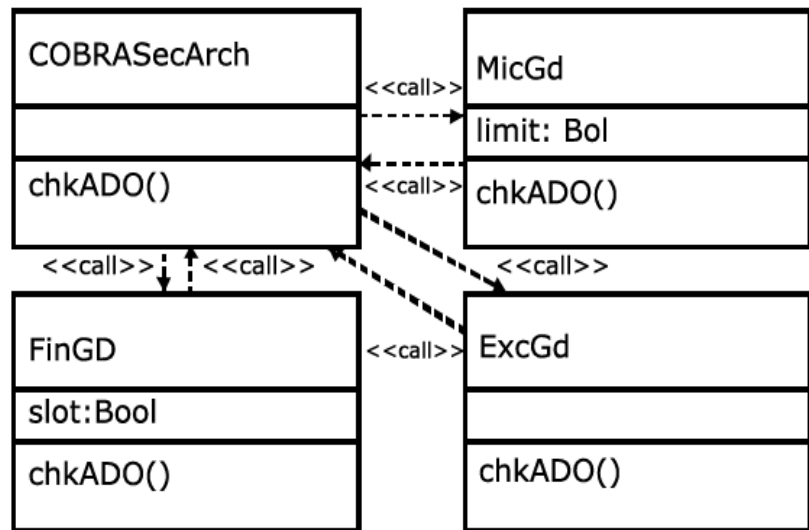 COBRASecArch
<<call>>
MicGd
limit: Bol
chkADO()
<<call>>
chkADO()
<<call>>
<<call>>
<<call>>
FinGD
<<call>>
ExcGd
slot:Bool
chkADO()
chkADO()